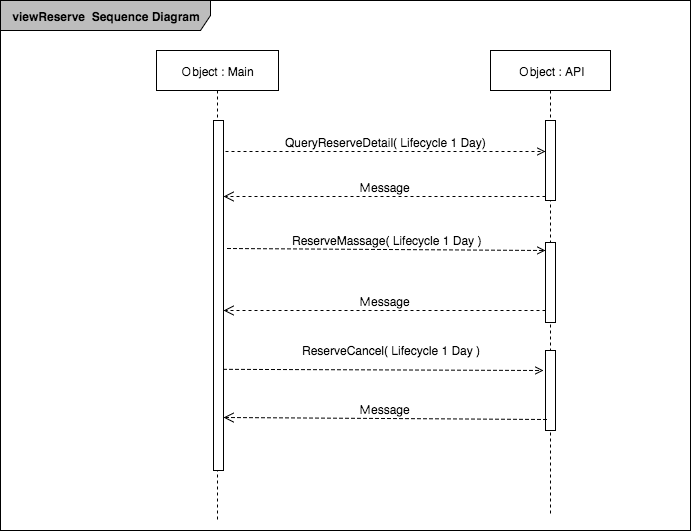 viewReserve  Sequence Diagram
Object : Main
Object : API
QueryReserveDetail( Lifecycle 1 Day)
Message
ReserveMassage( Lifecycle 1 Day )
Message
ReserveCancel( Lifecycle 1 Day )
Message